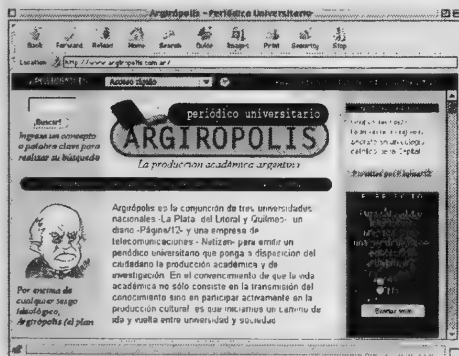 Argirópolis - Periódico Universitario
Back Forward Reload Home Search Guide Images Print Security Stop
Location http://www.argiropolis.com.ar/
Acceso rápido
¡Buscar!
Ingrese un concepto
o palabra clave para
realizar su búsqueda
periódico universitario
ARGIRÓPOLIS
La producción académica argentina
Argirópolis es la conjunción de tres universidades
nacionales -La Plata, del Litoral y Quilmes- un
diario -Página/12- y una empresa de
telecomunicaciones - Netizen- para emitir un
periódico universitario que ponga a disposición del
ciudadano la producción académica y de
investigación. En el convencimiento de que la vida
académica no sólo consiste en la transmisión del
conocimiento sino en participar activamente en la
producción cultural es que iniciamos un camino de
ida y vuelta entre universidad y sociedad
Por encima de
cualquier sesgo
ideológico,
Argirópolis (el plan